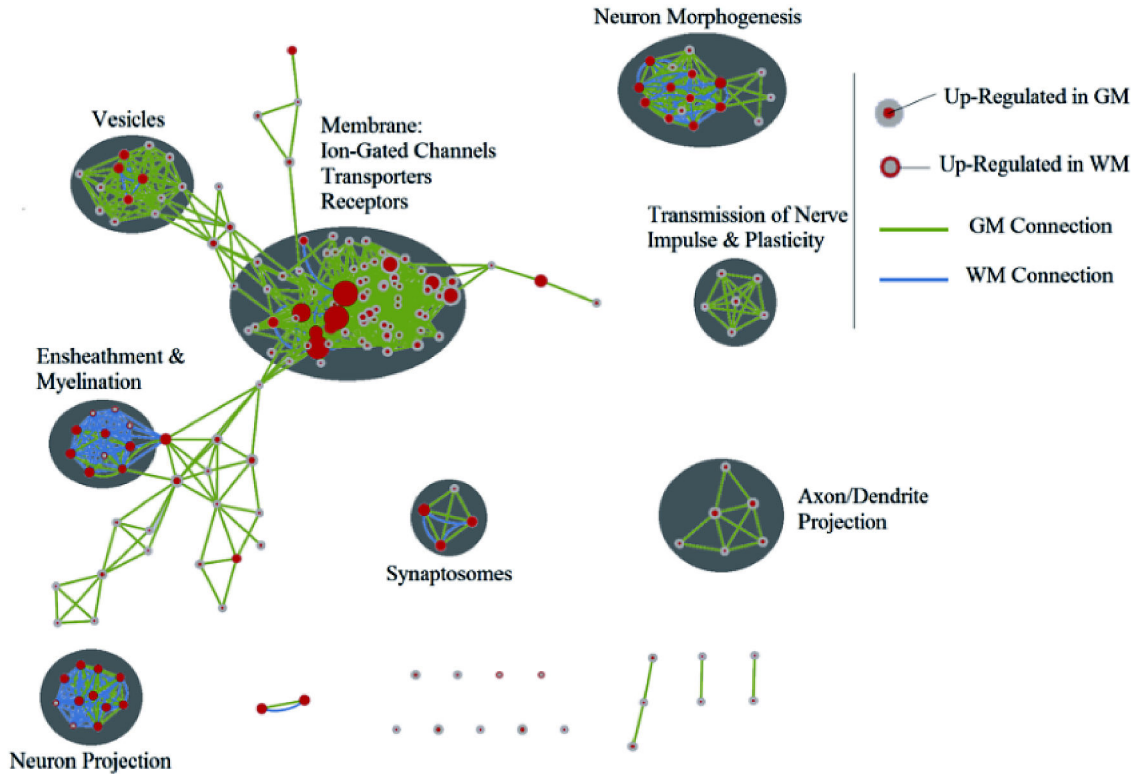 Neuron Morphogenesis
Vesicles
Membrane:
Ion-Gated Channels
Transporters
Receptors
Up-Regulated in GM
Up-Regulated in WM
GM Connection
WM Connection
Transmission of Nerve
Impulse & Plasticity
Ensheathment &
Myelination
Synaptosomes
Axon/Dendrite
Projection
Neuron Projection